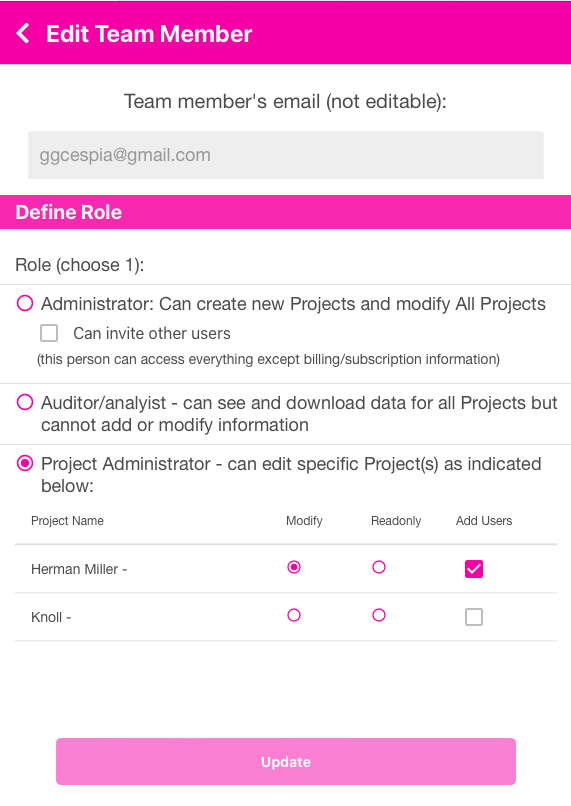 Edit Team Member
Team member's email (not editable):
ggcespia@gmail.com
Define Role
Role (choose 1):
Administrator: Can create new Projects and modify All Projects
Can invite other users
(this person can access everything except billing/subscription information)
Auditor/analyist - can see and download data for all Projects but
cannot add or modify information
Project Administrator - can edit specific Project(s) as indicated
below:
Project Name Modify Readonly Add Users
Herman Miller -
Knoll -
Update